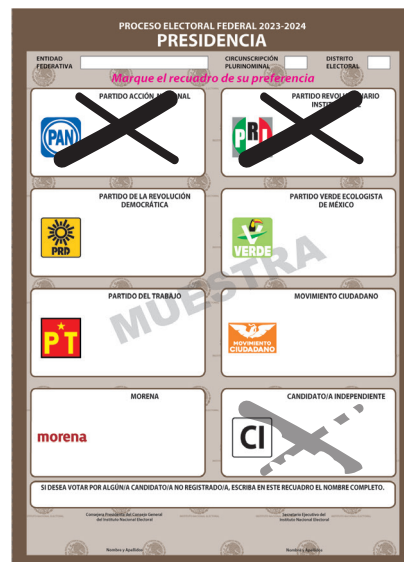 PROCESO ELECTORAL FEDERAL 2023-2024
PRESIDENCIA
ENTIDAD
FEDERATIVA
CIRCUNSCRIPCIÓN
PLURINOMINAL
DISTRITO
ELECTORAL
Marque el recuadro de su preferencia
PARTIDO ACCIÓN
PAN
PARTIDO
PRI
PARTIDO DE LA REVOLUCIÓN
DEMOCRÁTICA
PRD
PARTIDO VERDE ECOLOGISTA
DE MÉXICO
VERDE
MUESTRA
PARTIDO DEL TRABAJO
PT
MOVIMIENTO CIUDADANO
MOVIMIENTO
CIUDADANO
MORENA
morena
CANDIDATO/A INDEPENDIENTE
CI
SI DESEA VOTAR POR ALGÚN/A CANDIDATO/A NO REGISTRADO/A, ESCRIBA EN ESTE RECUADRO EL NOMBRE COMPLETO.
Consejera Presidenta del Consejo General
del Instituto Nacional Electoral
Secretario Ejecutivo del
Instituto Nacional Electoral
Nombre y Apellidos
Nombre y Apellidos